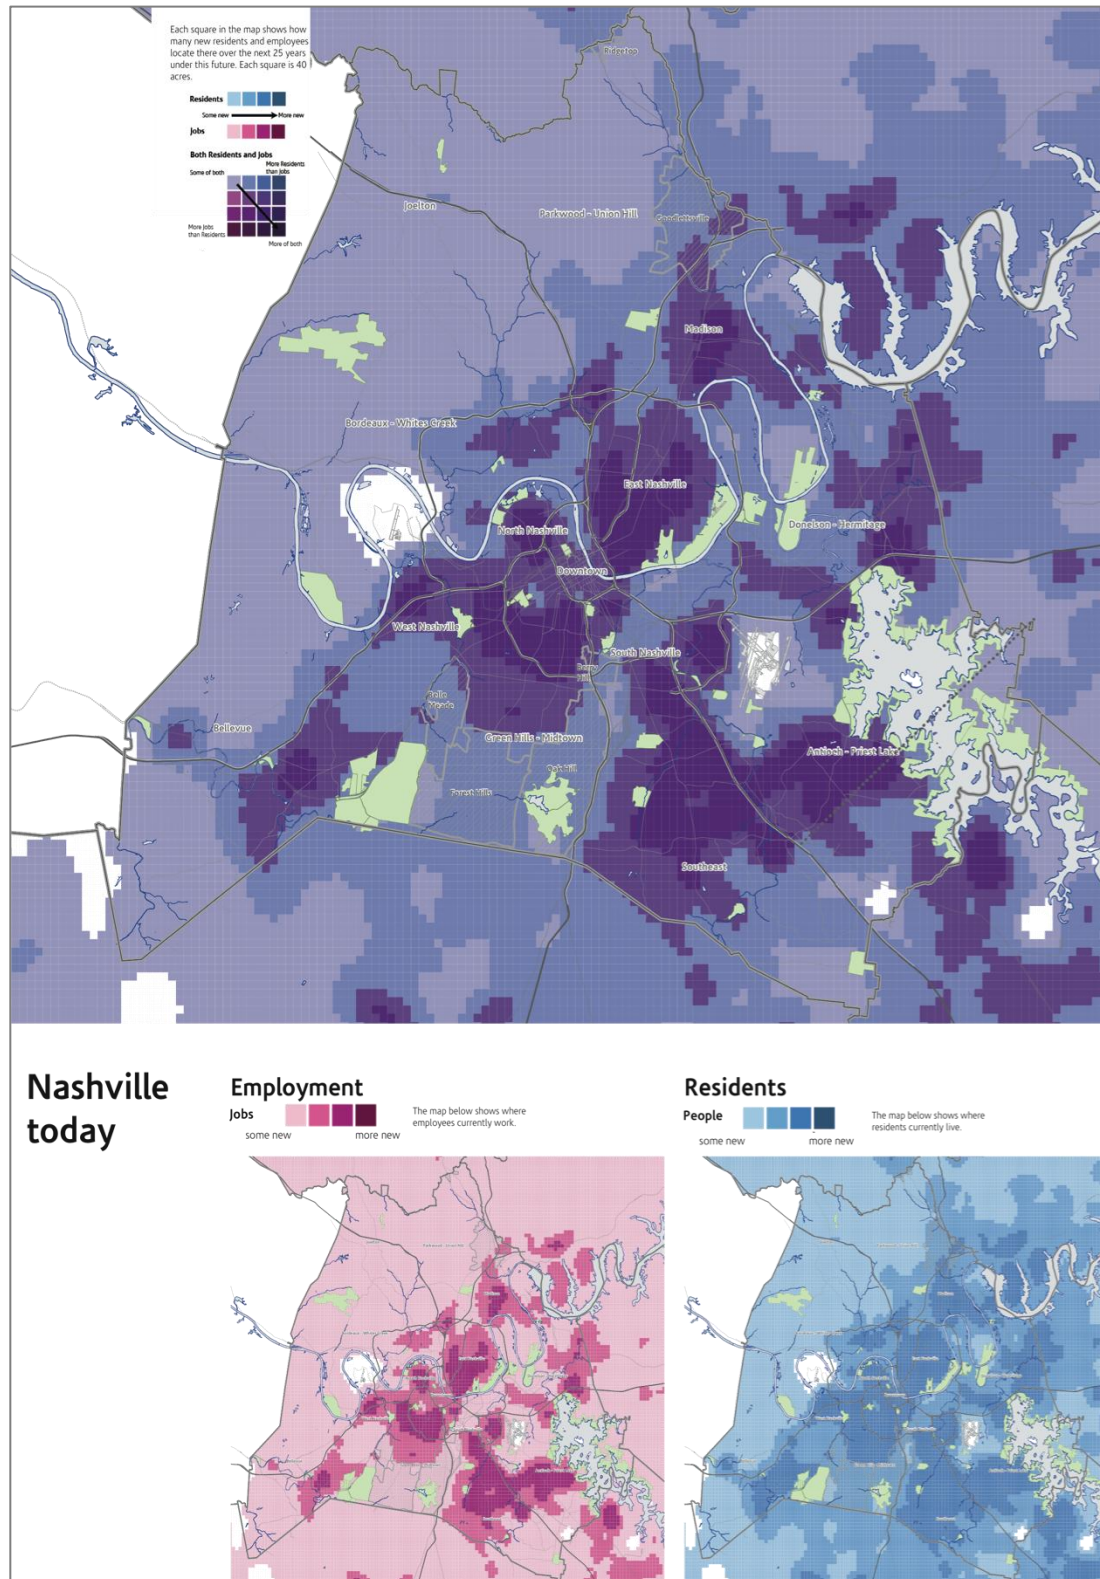 Each square in the map shows how
many new residents and employees
locate there over the next 25 years
under this future. Each square is 40
acres.
Residents
Some new
More new
Jobs
Both Residents and Jobs
Some of both
More Residents
than Jobs
More Jobs
than Residents
More of both
Ridgetop
Joelton
Parkwood - Union Hill
Goodlettsville
Madison
Bordeaux - Whites Creek
East Nashville
North Nashville
Donelson - Hermitage
Downtown
West Nashville
South Nashville
Berry
Hill
Belle
Meade
Bellevue
Green Hills - Midtown
Antioch - Priest Lake
Oak Hill
Forest Hills
Southeast
Nashville
today
Employment
Jobs
some new
more new
The map below shows where
employees currently work.
Residents
People
some new
more new
The map below shows where
residents currently live.